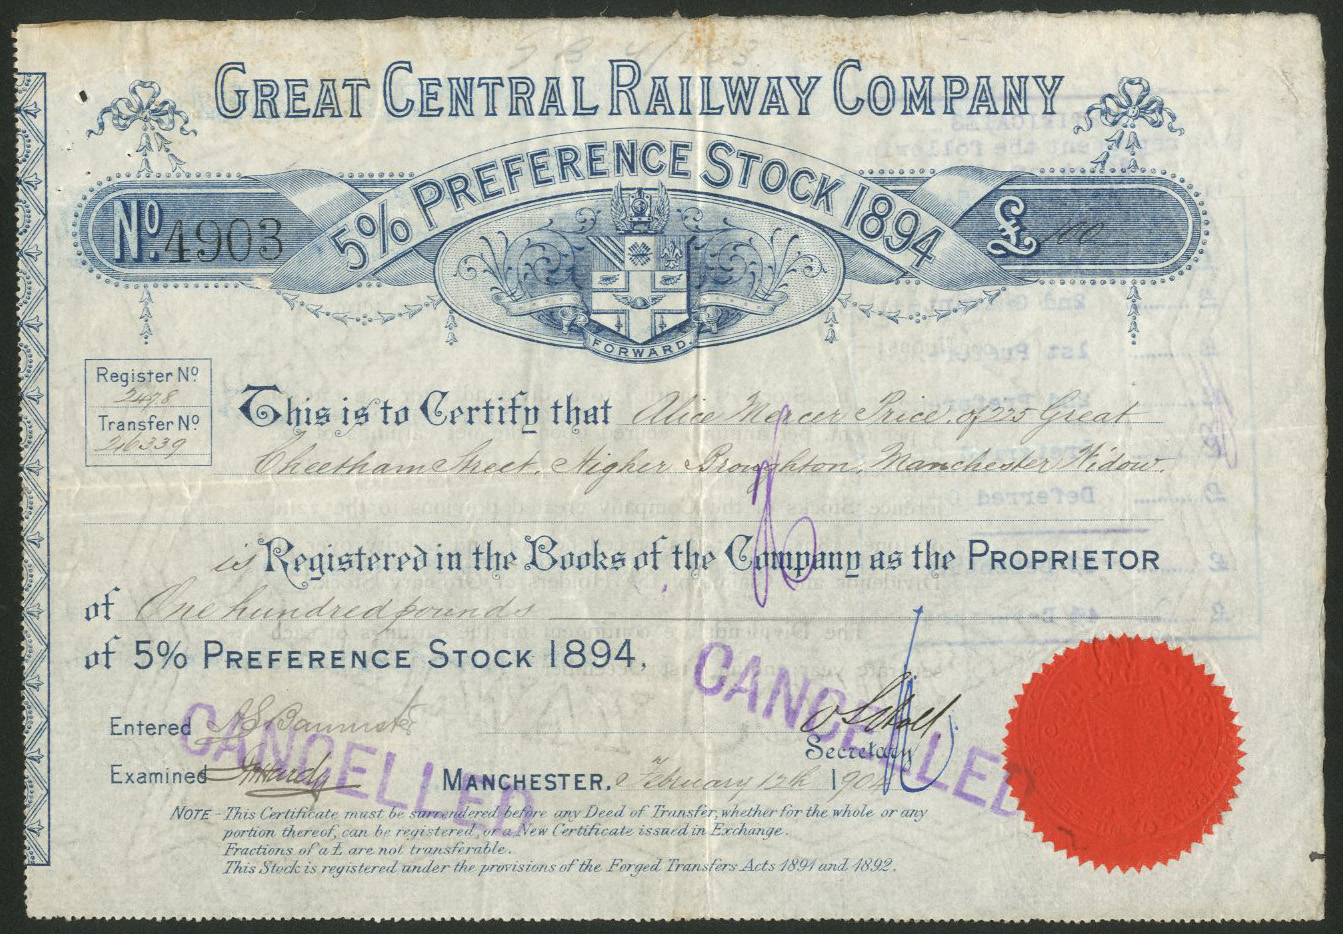 GREAT CENTRAL RAILWAY COMPANY
5% PREFERENCE STOCK 1894
No. 4903
£ 100
FORWARD.
Register No
2478
Transfer No
26339
This is to Certify that Alice Mercer Price of 225 Great
Cheetham Street, Higher Broughton, Manchester Widow.
is Registered in the Books of the Company as the PROPRIETOR
of One hundred pounds
of 5% PREFERENCE STOCK 1894,
Entered Bannister
CANCELLED
CANCELLED
Secretary
Examined Hardy
MANCHESTER, February 12th 1904
NOTE - This Certificate must be surrendered before any Deed of Transfer, whether for the whole or any
portion thereof, can be registered, or a New Certificate issued in Exchange.
Fractions of a £ are not transferable.
This Stock is registered under the provisions of the Forged Transfers Acts 1891 and 1892.